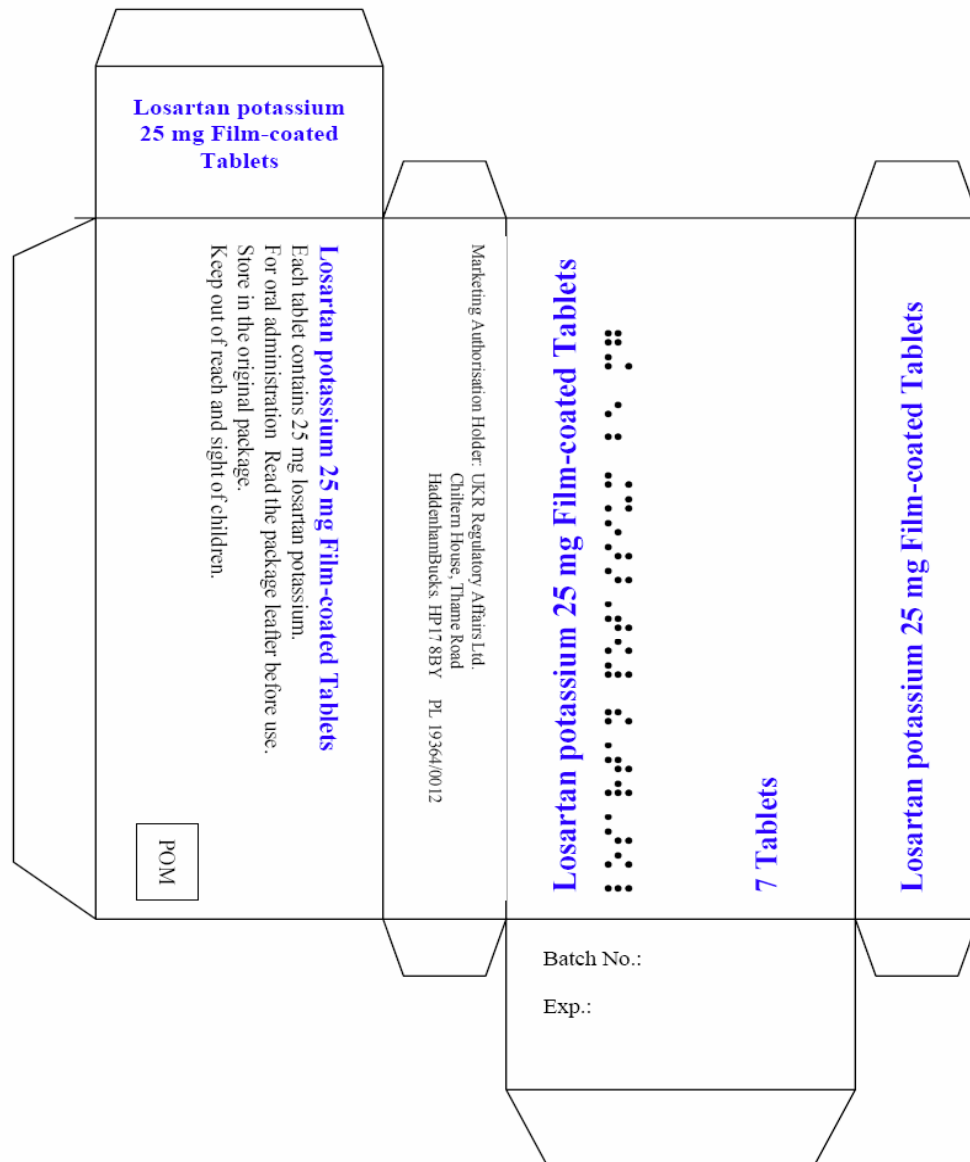 Losartan potassium
25 mg Film-coated
Tablets
Losartan potassium 25 mg Film-coated Tablets
Each tablet contains 25 mg losartan potassium.
For oral administration Read the package leafler before use.
Store in the original package.
Keep out of reach and sight of children.
POM
Marketing Authorisation Holder: UKR Regulatory Affairs Ltd.
Chiltern House, Thame Road
HaddenhamBucks. HP17 8BY PL 19364/0012
Losartan potassium 25 mg Film-coated Tablets
7 Tablets
Losartan potassium 25 mg Film-coated Tablets
Batch No.:
Exp.: